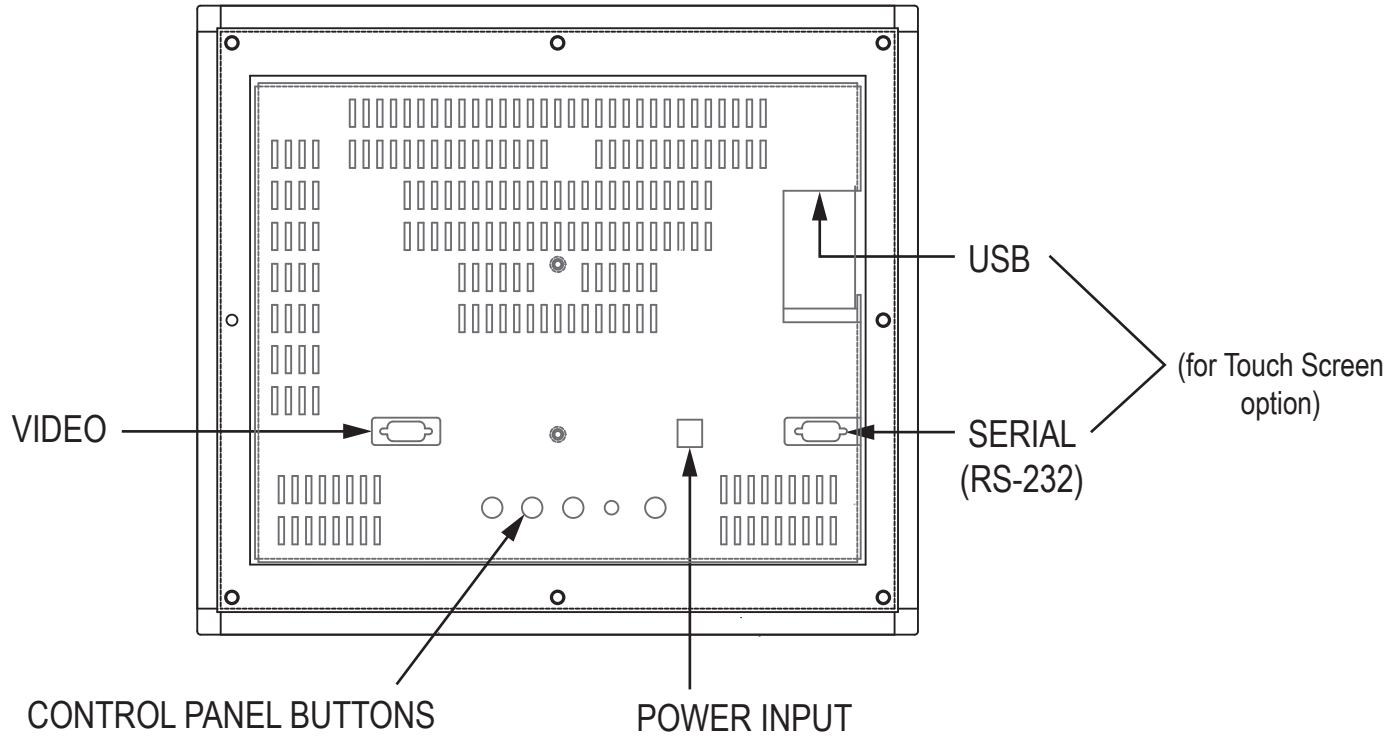 USB
(for Touch Screen
option)
VIDEO
SERIAL
(RS-232)
CONTROL PANEL BUTTONS
POWER INPUT